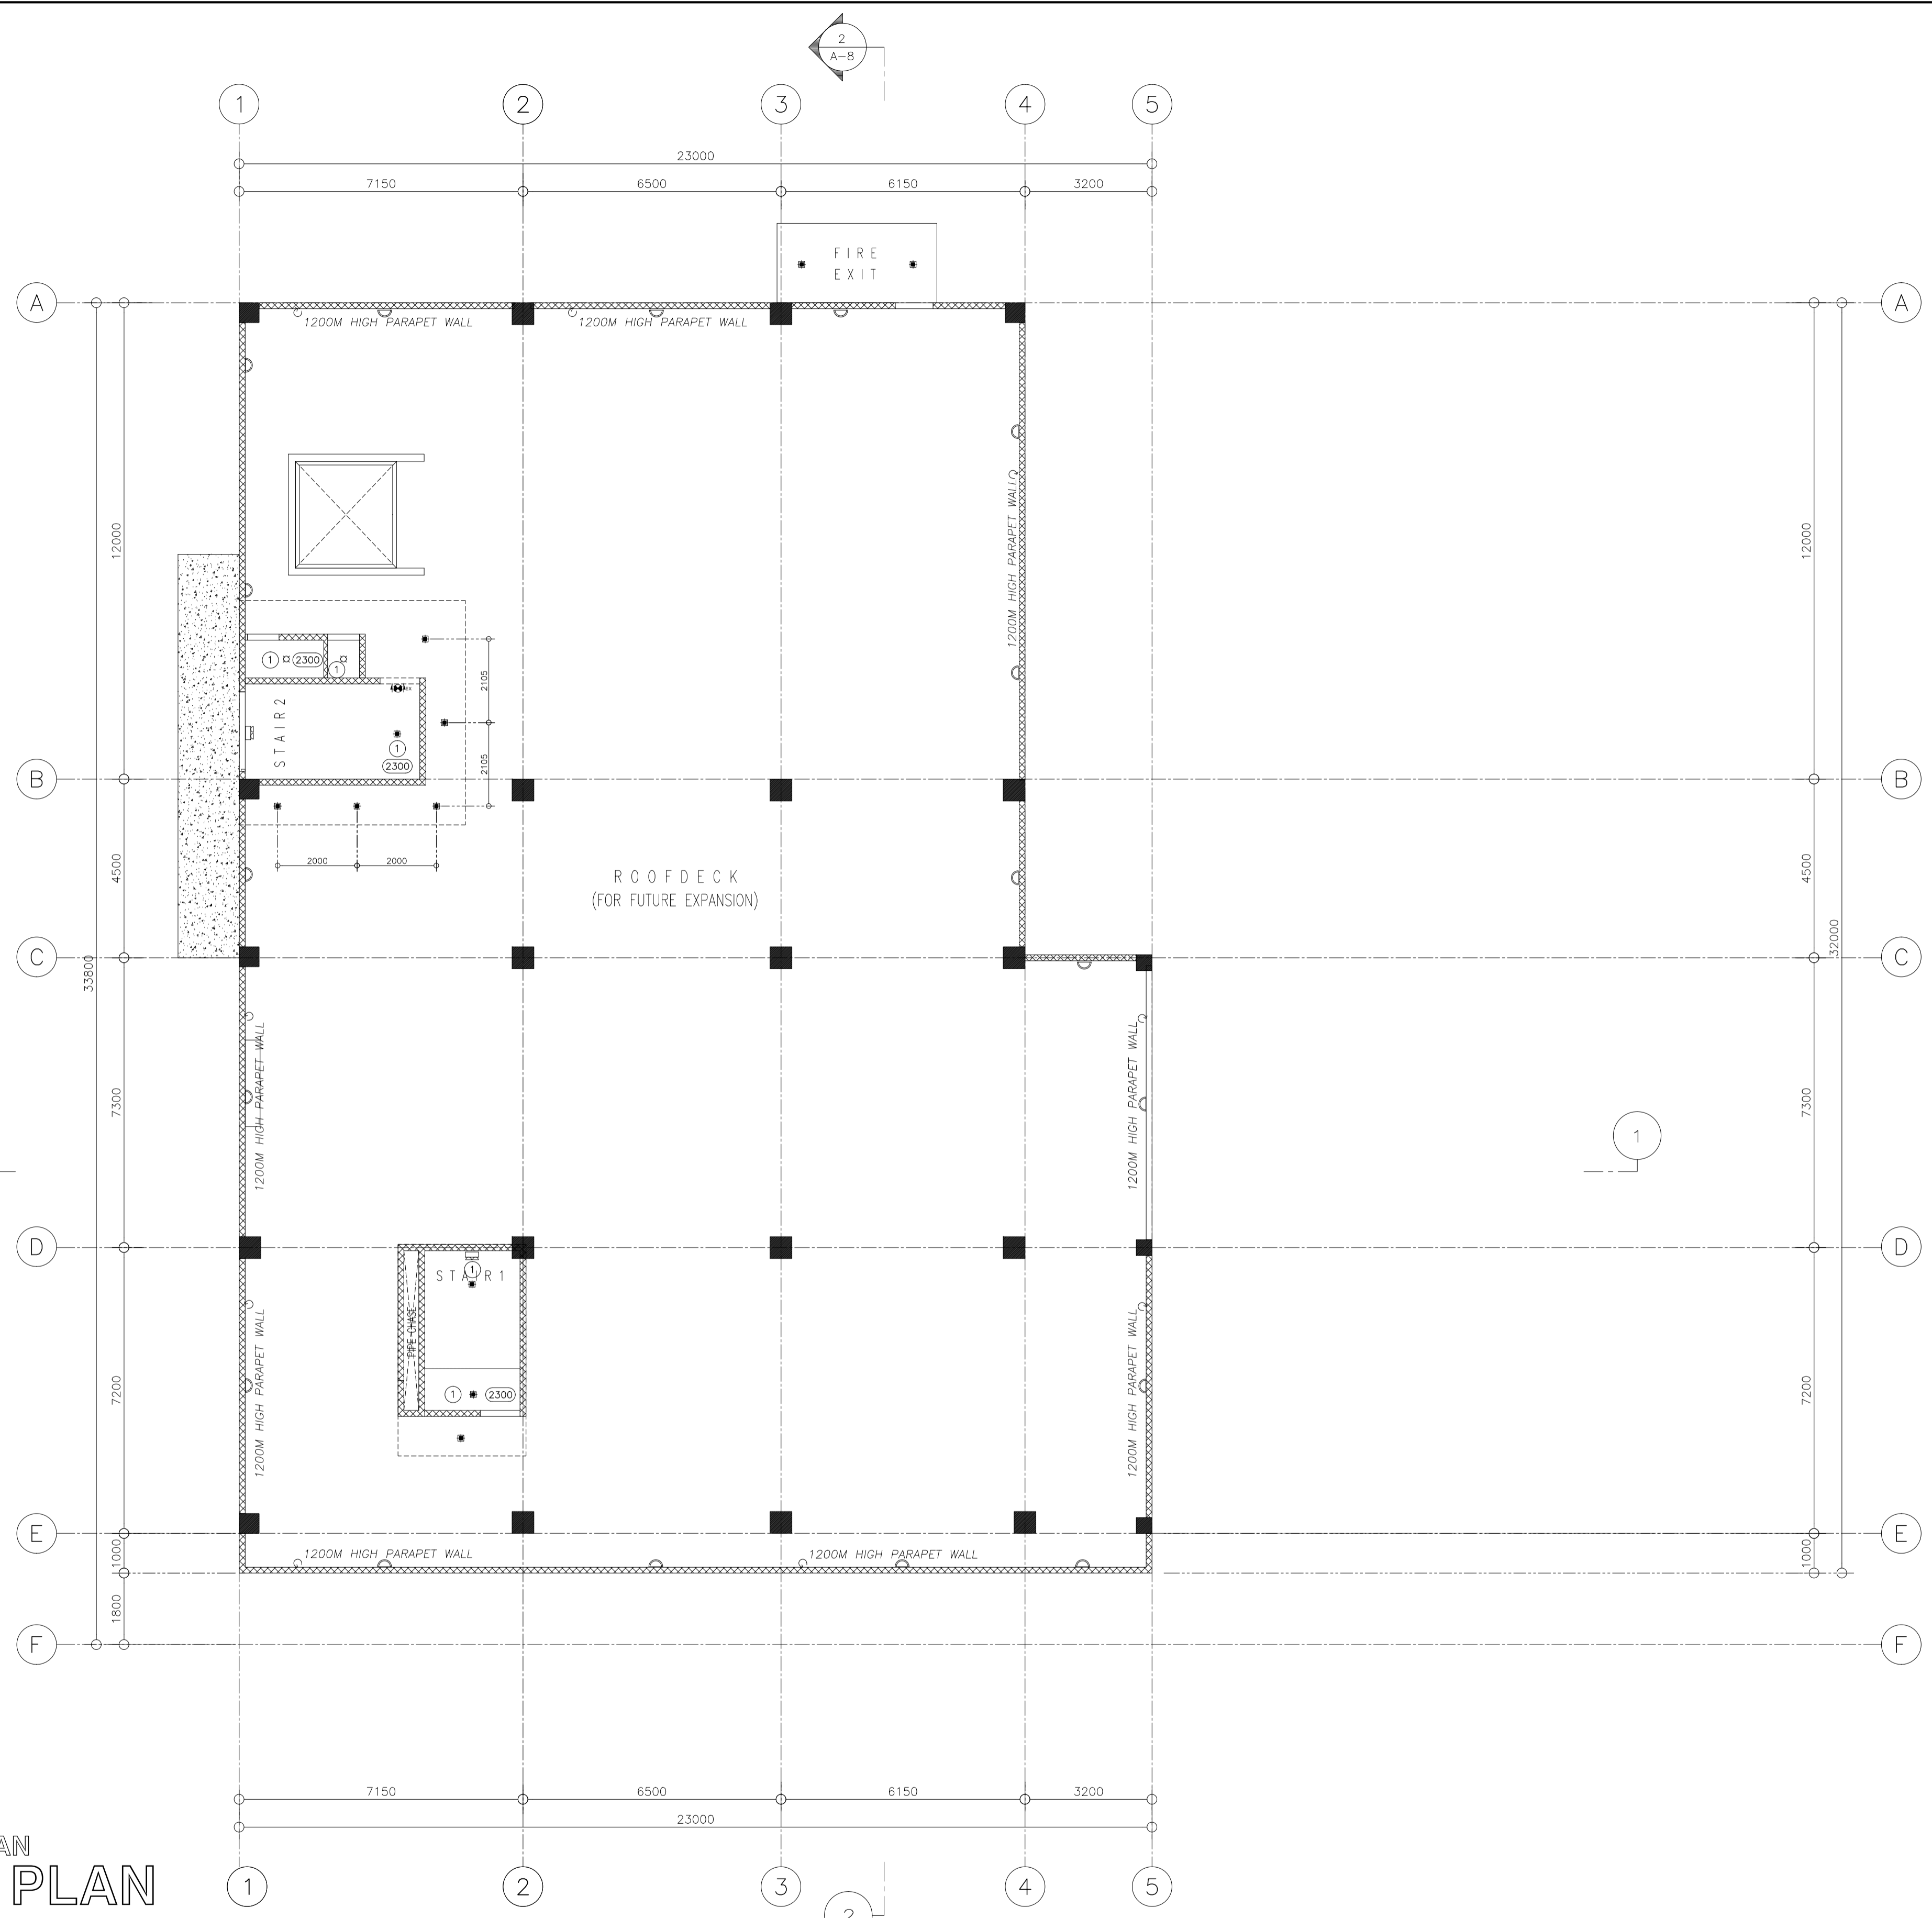 2
A-8
1
2
3
4
5
23000
7150
6500
6150
3200
FIRE
EXIT
A
A
1200M HIGH PARAPET WALL
1200M HIGH PARAPET WALL
1200M HIGH PARAPET WALL
12000
12000
1
2300
1
2105
STAIR2
1
2300
2105
B
B
2000
2000
4500
4500
ROOFDECK
(FOR FUTURE EXPANSION)
33800
32000
C
C
1200M HIGH PARAPET WALL
1200M HIGH PARAPET WALL
7300
7300
1
D
D
STAIR1
1
PIPE CHASE
1200M HIGH PARAPET WALL
1200M HIGH PARAPET WALL
7200
7200
1
2300
E
E
1000
1000
1200M HIGH PARAPET WALL
1200M HIGH PARAPET WALL
1800
F
F
7150
6500
6150
3200
23000
PLAN
1
2
3
4
5
2